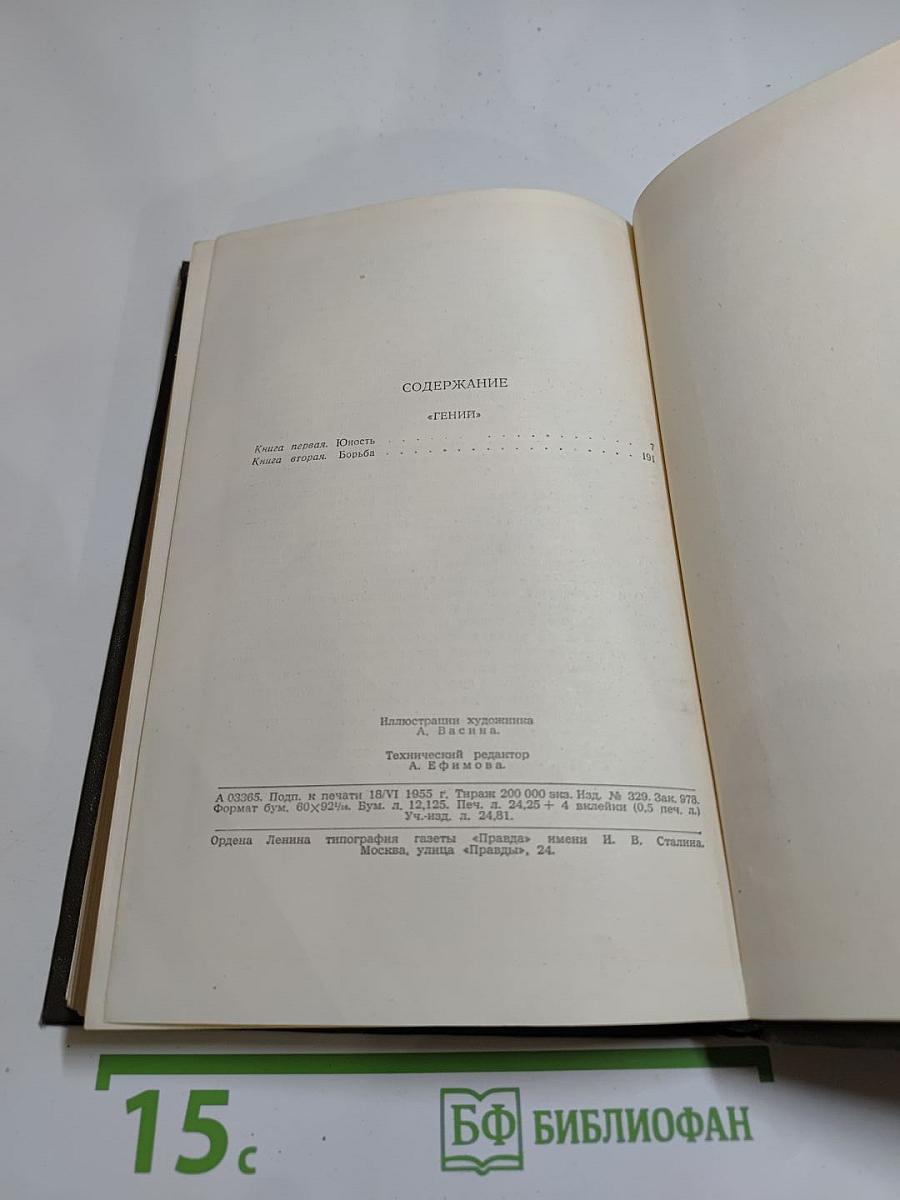 СОДЕРЖАНИЕ
«ГЕНИЙ»
Книга первая. Юность . . . . . . . . . . . . . . . . . 7
Книга вторая. Борьба . . . . . . . . . . . . . . . . . . 191
Иллюстрации художника
А. Васина.
Технический редактор
А. Ефимова.
А 03365. Подп. к печати 18/VI 1955 г. Тираж 200 000 экз. Изд. № 329. Зак. 978.
Формат бум. 60×92¹/₁₆. Бум. л. 12,125. Печ. л. 24,25 + 4 вклейки (0,5 печ. л.)
Уч.-изд. л. 24,81.
Ордена Ленина типография газеты «Правда» имени И. В. Сталина.
Москва, улица «Правды», 24.
15 с
БФ БИБЛИОФАН